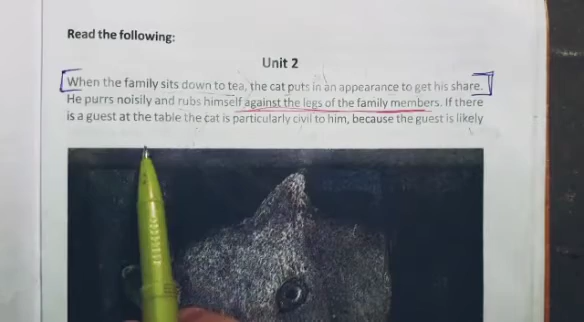 Read the following:
Unit 2
When the family sits down to tea, the cat puts in an appearance to get his share.
He purrs noisily and rubs himself against the legs of the family members. If there
is a guest at the table the cat is particularly civil to him, because the guest is likely